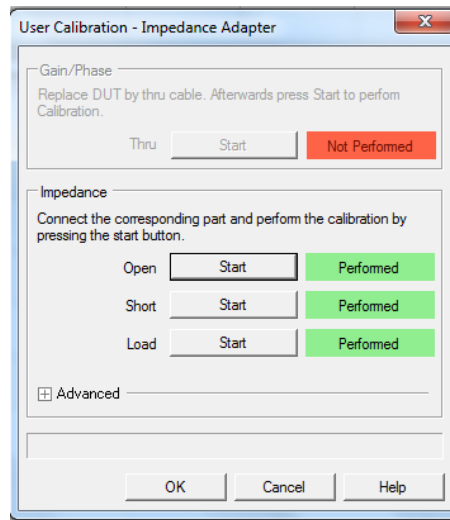 User Calibration - Impedance Adapter
Gain/Phase
Replace DUT by thru cable. Afterwards press Start to perfom
Calibration.
Thru Start Not Performed
Impedance
Connect the corresponding part and perform the calibration by
pressing the start button.
Open Start Performed
Short Start Performed
Load Start Performed
Advanced
OK Cancel Help